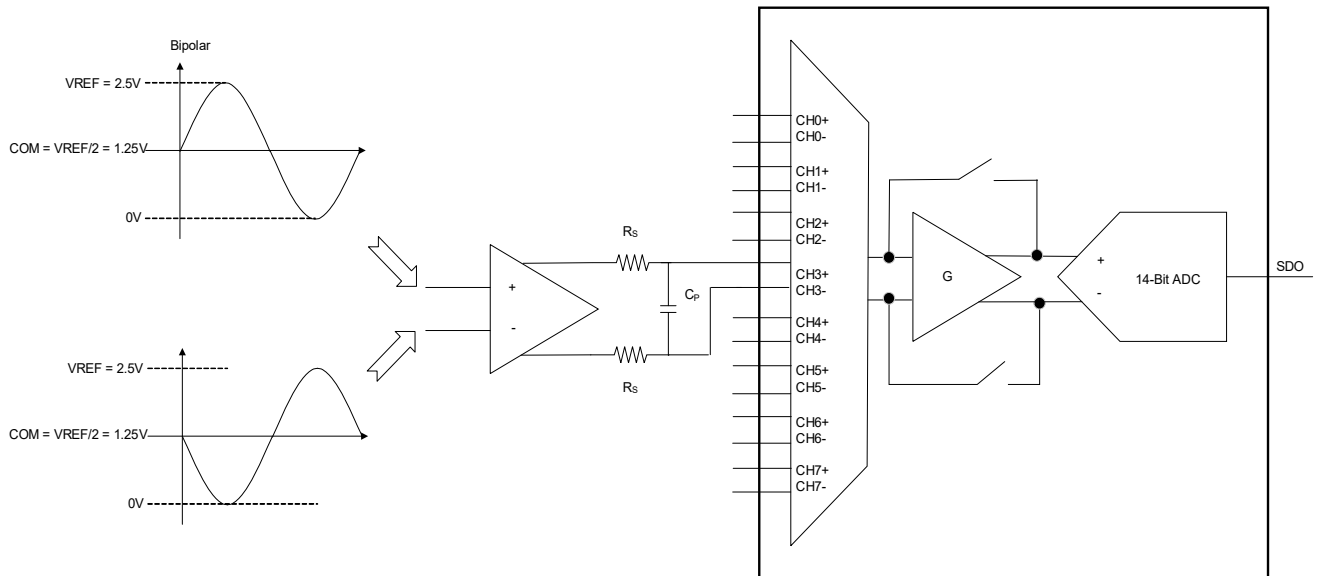 Bipolar
VREF = 2.5V
COM = VREF/2 = 1.25V
0V
VREF = 2.5V
COM = VREF/2 = 1.25V
0V
+
-
RS
CP
RS
CH0+
CH0-
CH1+
CH1-
CH2+
CH2-
CH3+
CH3-
CH4+
CH4-
CH5+
CH5-
CH6+
CH6-
CH7+
CH7-
G
+
-
14-Bit ADC
SDO